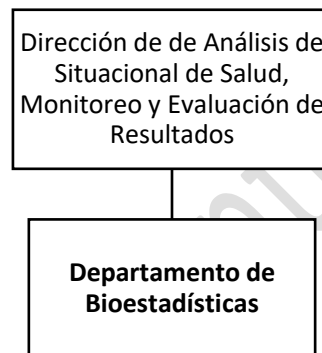 Dirección de de Análisis de
Situacional de Salud,
Monitoreo y Evaluación de
Resultados
Departamento de
Bioestadísticas